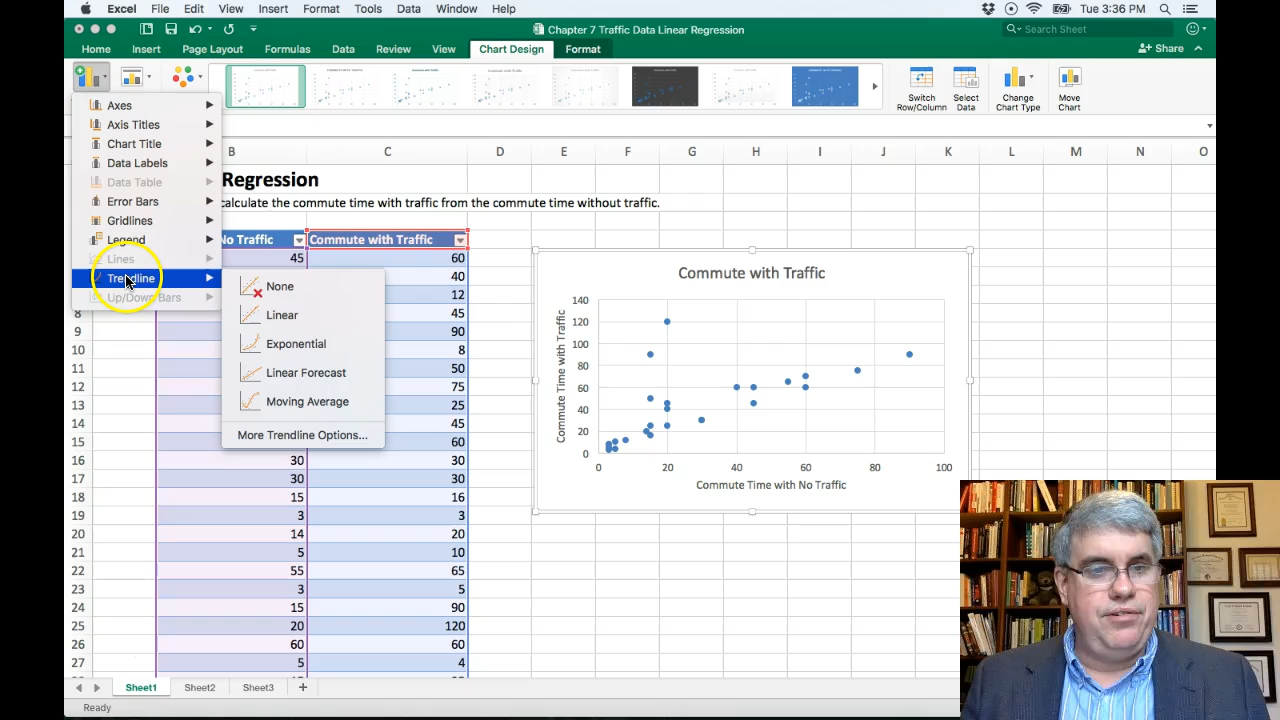 Excel File Edit View Insert Format Tools Data Window Help Tue 3:36 PM
Chapter 7 Traffic Data Linear Regression Search Sheet
Home Insert Page Layout Formulas Data Review View Chart Design Format Share
Switch Row/Column
Select Data
Change Chart Type
Move Chart
Axes
Axis Titles
Chart Title
Data Labels
Data Table
Error Bars
Gridlines
Legend
Lines
Trendline
Up/Down Bars
None
Linear
Exponential
Linear Forecast
Moving Average
More Trendline Options...
B C D E F G H I J K L M N O
Regression
calculate the commute time with traffic from the commute time without traffic.
No Traffic Commute with Traffic
45 60
40
12
8 45
9 90
10 8
11 50
12 75
13 25
14 45
15 60
16 30 30
17 30 30
18 15 16
19 3 3
20 14 20
21 5 10
22 55 65
23 3 5
24 15 90
25 20 120
26 60 60
27 5 4
Commute with Traffic
Commute Time with Traffic
140
120
100
80
60
40
20
0
0 20 40 60 80 100
Commute Time with No Traffic
Sheet1 Sheet2 Sheet3 +
Ready